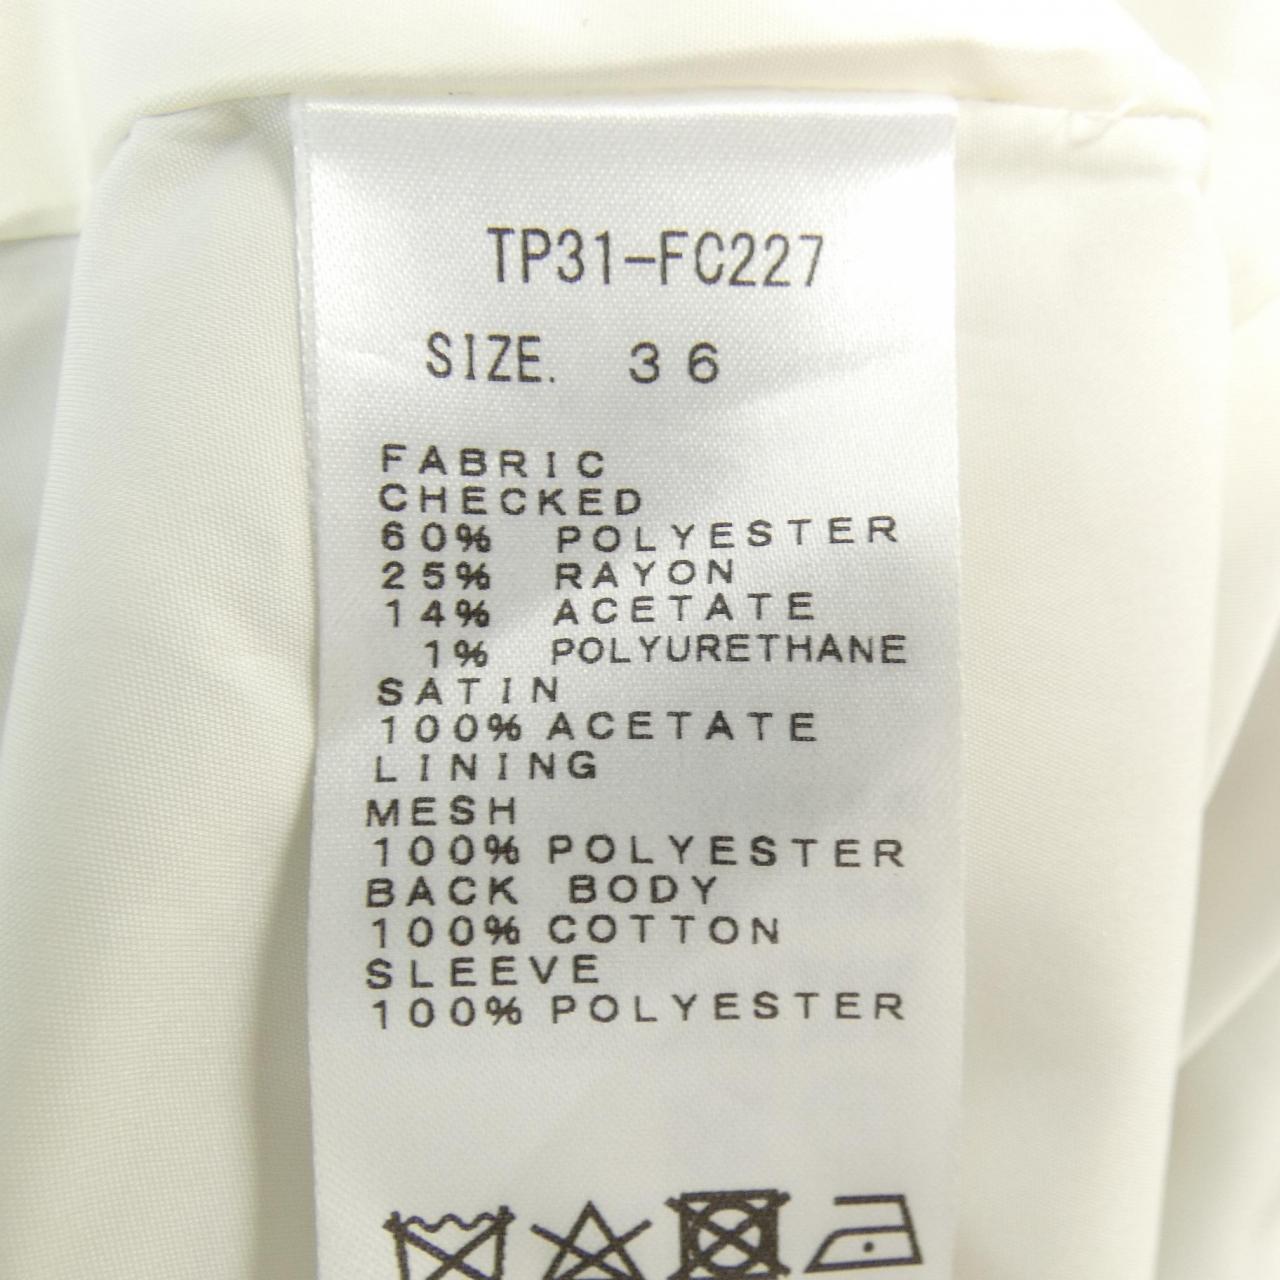 TP31-FC227
SIZE. 36
FABRIC
CHECKED
60% POLYESTER
25% RAYON
14% ACETATE
1% POLYURETHANE
SATIN
100% ACETATE
LINING
MESH
100% POLYESTER
BACK BODY
100% COTTON
SLEEVE
100% POLYESTER